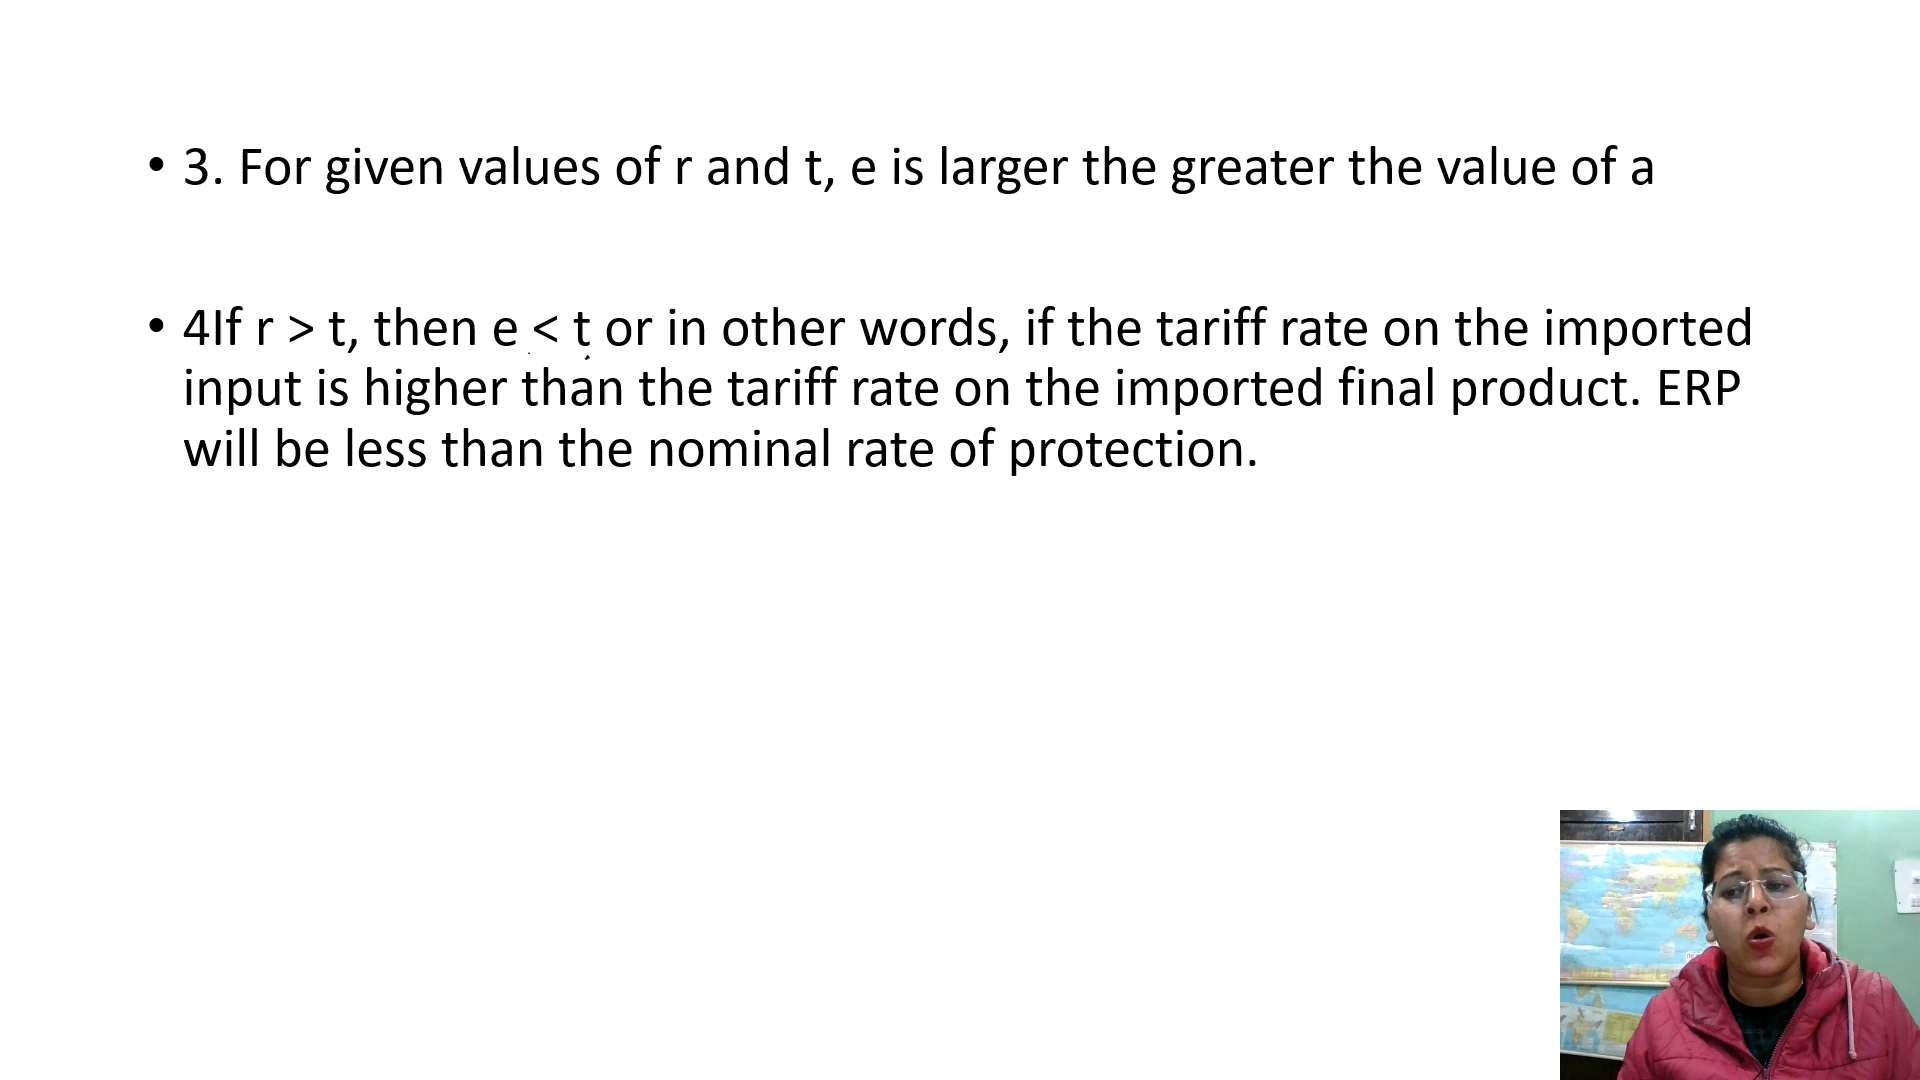 • 3. For given values of r and t, e is larger the greater the value of a
• 4If r > t, then e < t or in other words, if the tariff rate on the imported
input is higher than the tariff rate on the imported final product. ERP
will be less than the nominal rate of protection.